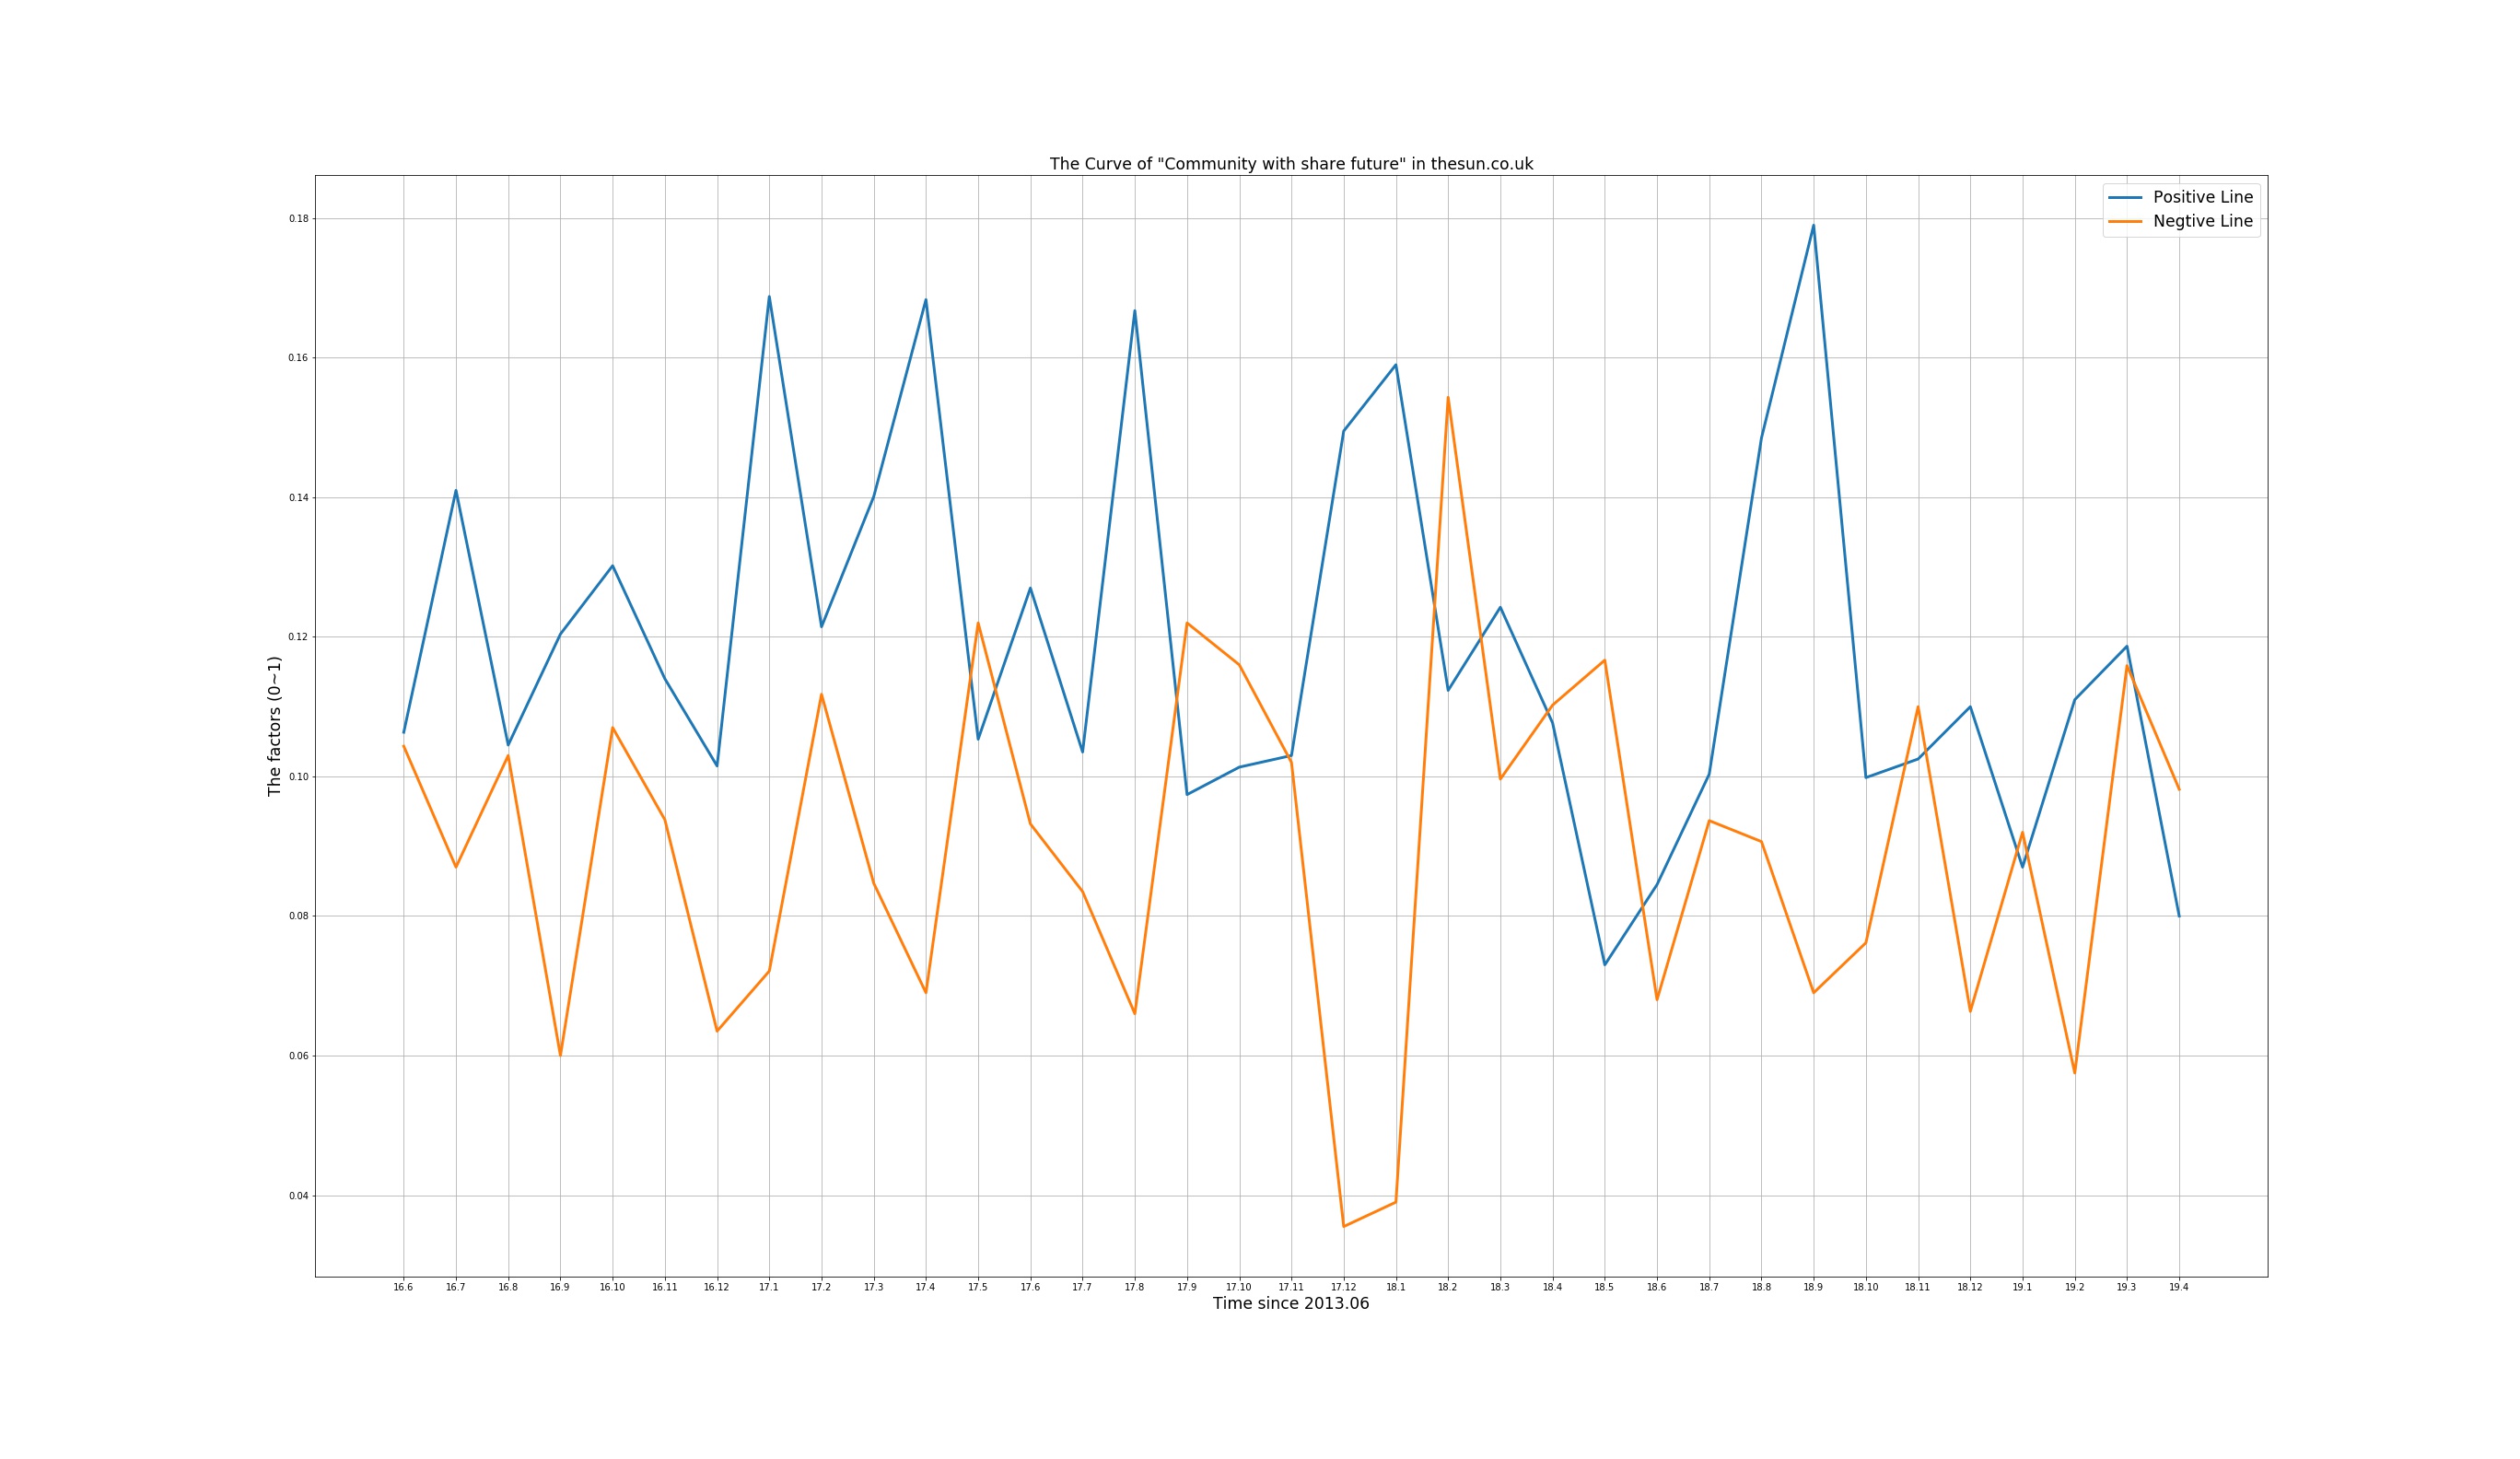 The Curve of "Community with share future" in thesun.co.uk
Positive Line
Negtive Line
The factors (0~1)
0.18
0.16
0.14
0.12
0.10
0.08
0.06
0.04
16.6 16.7 16.8 16.9 16.10 16.11 16.12 17.1 17.2 17.3 17.4 17.5 17.6 17.7 17.8 17.9 17.10 17.11 17.12 18.1 18.2 18.3 18.4 18.5 18.6 18.7 18.8 18.9 18.10 18.11 18.12 19.1 19.2 19.3 19.4
Time since 2013.06